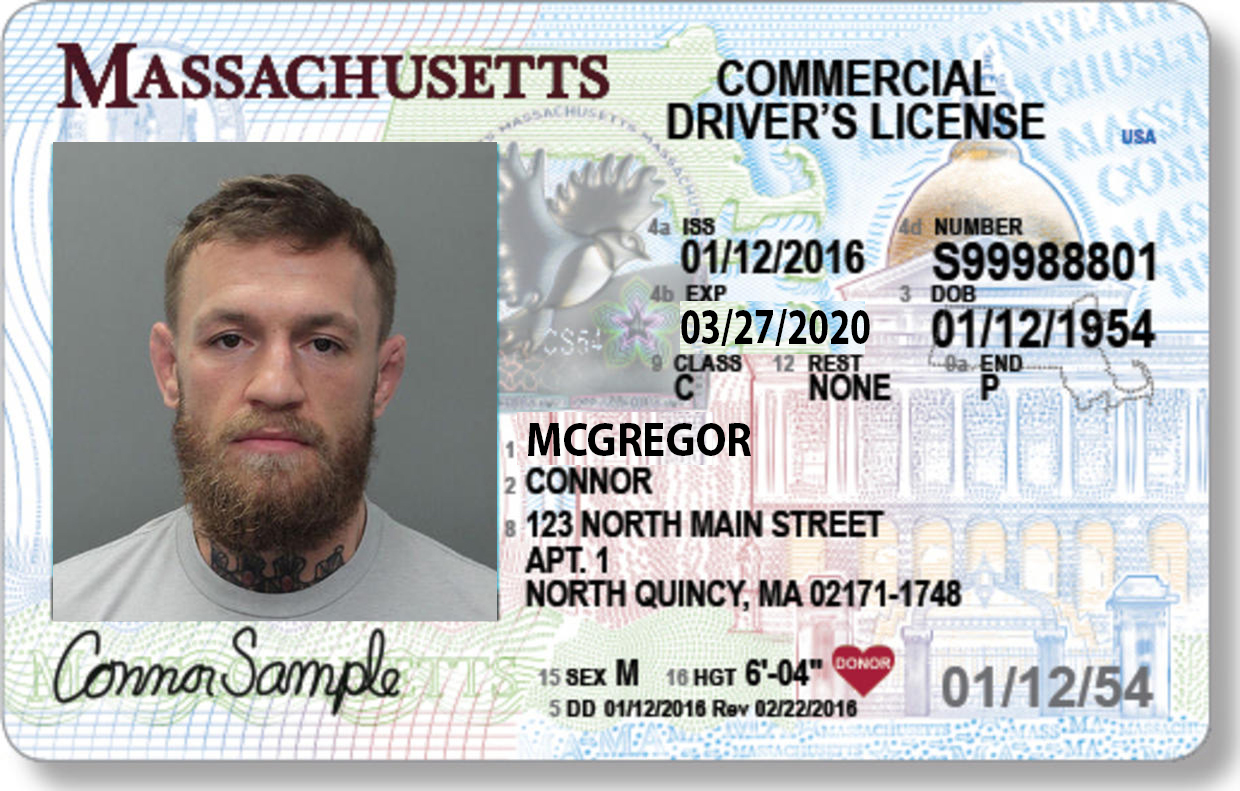 MASSACHUSETTS
COMMERCIAL
DRIVER'S LICENSE
USA
MASSACHUSETTS MASSACHUSETTS
4a ISS
01/12/2016
4d NUMBER
S99988801
4b EXP
03/27/2020
3 DOB
01/12/1954
CS64
9 CLASS
C
12 REST
NONE
9a END
P
1 MCGREGOR
2 CONNOR
8 123 NORTH MAIN STREET
APT. 1
NORTH QUINCY, MA 02171-1748
Connor Sample
15 SEX M 16 HGT 6'-04"
DONOR
01/12/54
5 DD 01/12/2016 Rev 02/22/2016